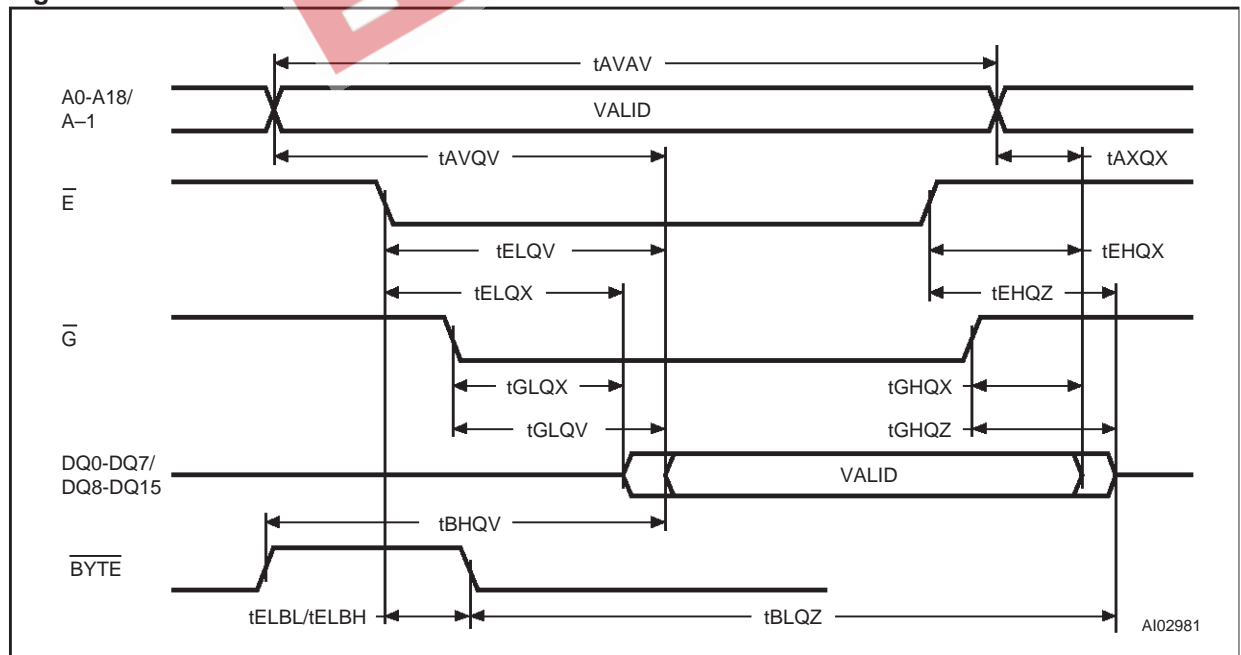 tAVAV
A0-A18/
A–1
VALID
tAVQV
tAXQX
E
tELQV
tEHQX
tELQX
tEHQZ
G
tGLQX
tGHQX
tGLQV
tGHQZ
DQ0-DQ7/
DQ8-DQ15
VALID
tBHQV
BYTE
tELBL/tELBH
tBLQZ
AI02981